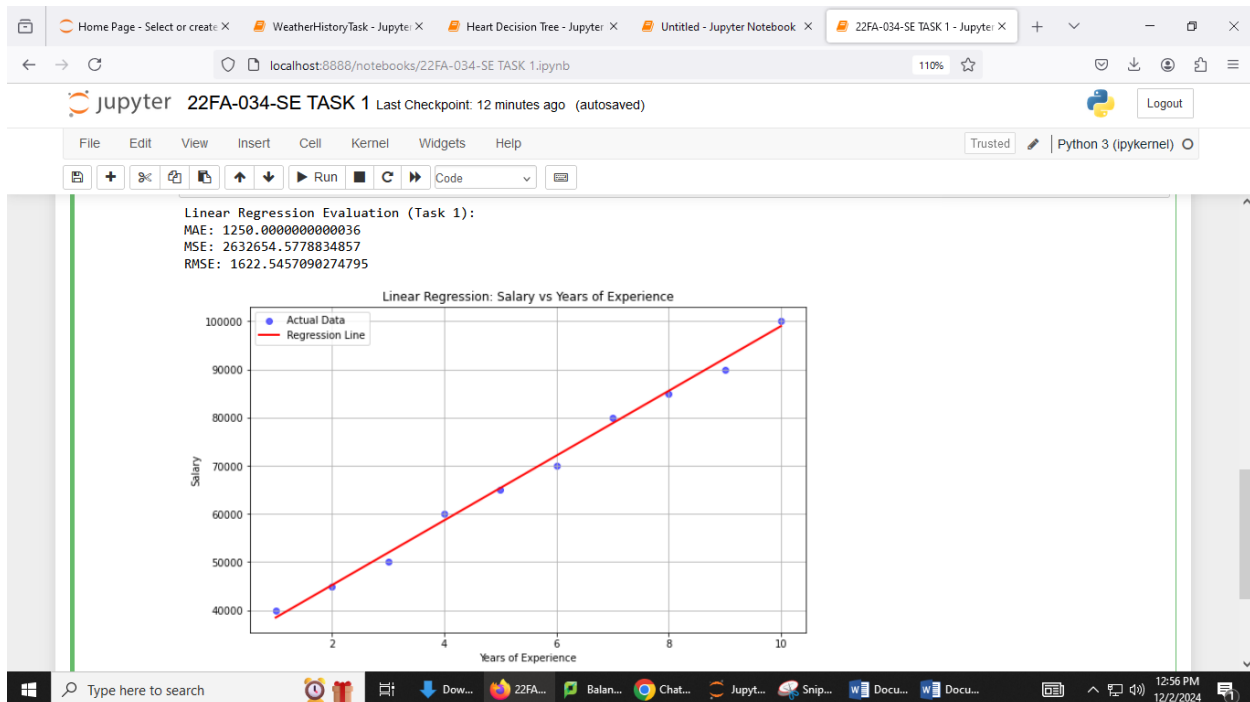 Home Page - Select or create
WeatherHistoryTask - Jupyter
Heart Decision Tree - Jupyter
Untitled - Jupyter Notebook
22FA-034-SE TASK 1 - Jupyter
localhost:8888/notebooks/22FA-034-SE TASK 1.ipynb
110%
jupyter 22FA-034-SE TASK 1 Last Checkpoint: 12 minutes ago (autosaved)
Logout
File Edit View Insert Cell Kernel Widgets Help
Trusted
Python 3 (ipykernel)
Run
Code
Linear Regression Evaluation (Task 1):
MAE: 1250.0000000000036
MSE: 2632654.5778834857
RMSE: 1622.5457090274795
Linear Regression: Salary vs Years of Experience
Actual Data
Regression Line
100000
90000
80000
70000
60000
50000
40000
Salary
2 4 6 8 10
Years of Experience
Type here to search
Dow...
22FA...
Balan...
Chat...
Jupyt...
Snip...
Docu...
Docu...
12:56 PM
12/2/2024
1